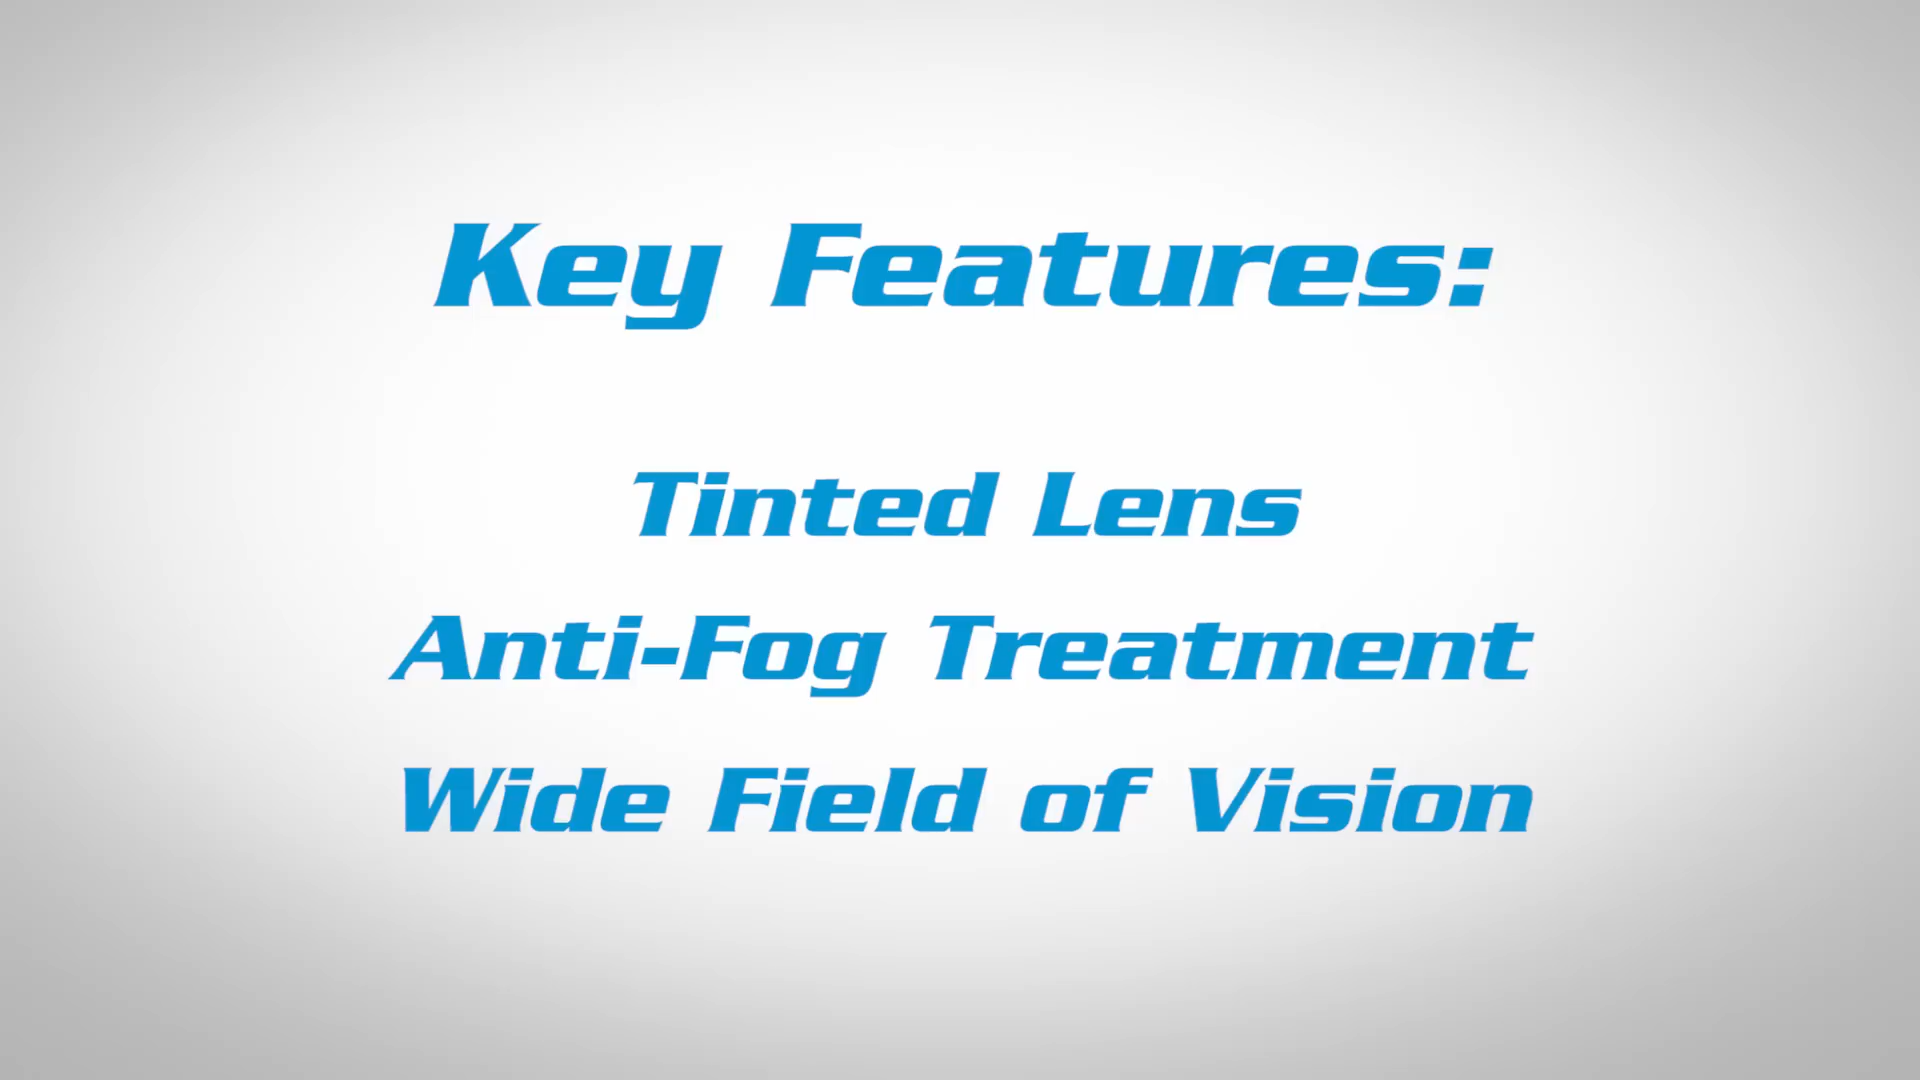 Key Features:
Tinted Lens
Anti-Fog Treatment
Wide Field of Vision